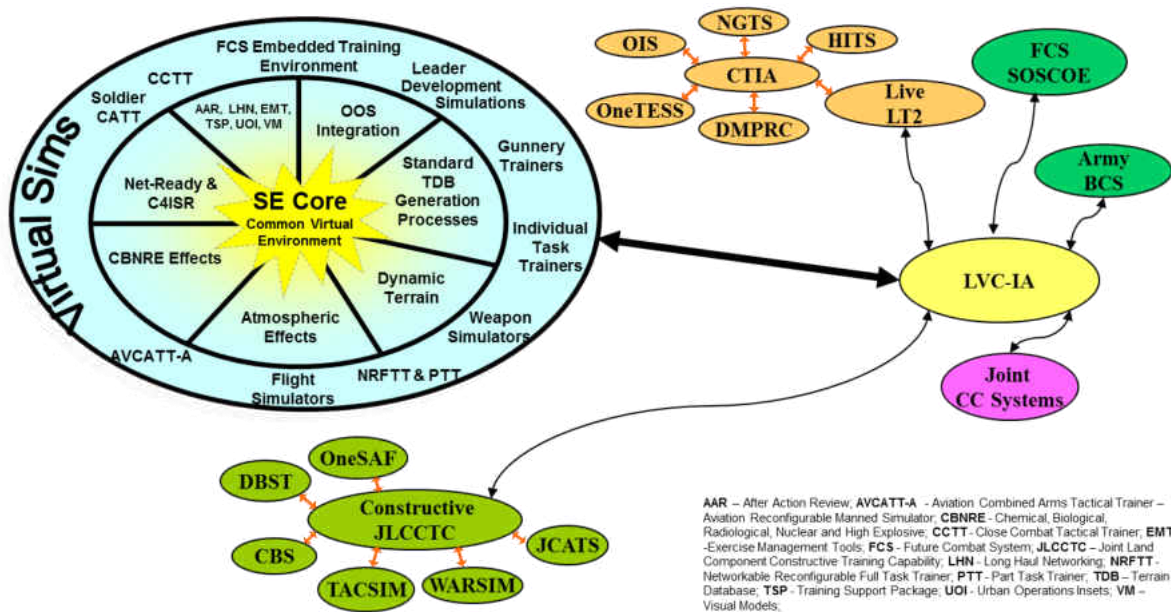 Virtual Sims
FCS Embedded Training
Environment
CCTT
Soldier
CATT
Leader
Development
Simulations
Gunnery
Trainers
Individual
Task
Trainers
Weapon
Simulators
NRFTT & PTT
Flight
Simulators
AVCATT-A
AAR, LHN, EMT,
TSP, UOI, VM
OOS
Integration
Standard
TDB
Generation
Processes
Dynamic
Terrain
Atmospheric
Effects
CBNRE Effects
Net-Ready &
C4ISR
SE Core
Common Virtual
Environment
NGTS
OIS
HITS
CTIA
OneTESS
DMPRC
Live
LT2
FCS
SOSCOE
Army
BCS
LVC-IA
Joint
CC Systems
OneSAF
DBST
Constructive
JLCCTC
CBS
JCATS
TACSIM
WARSIM
AAR – After Action Review; AVCATT-A - Aviation Combined Arms Tactical Trainer –
Aviation Reconfigurable Manned Simulator; CBNRE - Chemical, Biological,
Radiological, Nuclear and High Explosive; CCTT - Close Combat Tactical Trainer; EMT
-Exercise Management Tools; FCS - Future Combat System; JLCCTC – Joint Land
Component Constructive Training Capability; LHN - Long Haul Networking; NRFTT -
Networkable Reconfigurable Full Task Trainer; PTT - Part Task Trainer; TDB – Terrain
Database; TSP - Training Support Package; UOI - Urban Operations Insets; VM –
Visual Models;